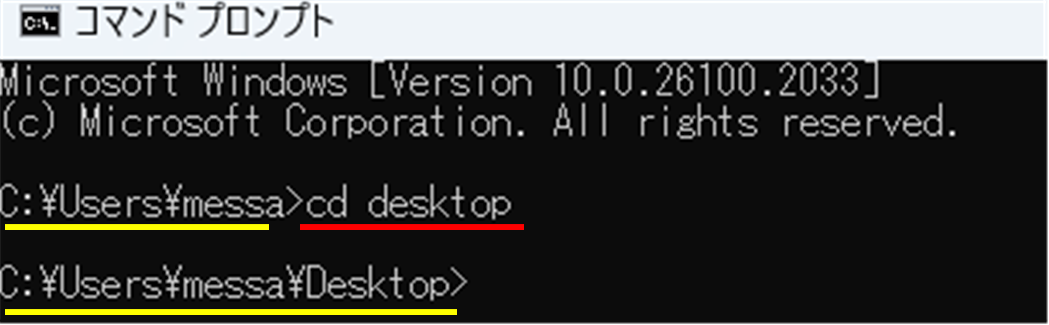 コマンド プロンプト
Microsoft Windows [Version 10.0.26100.2033]
(c) Microsoft Corporation. All rights reserved.
C:¥Users¥messa>cd desktop
C:¥Users¥messa¥Desktop>